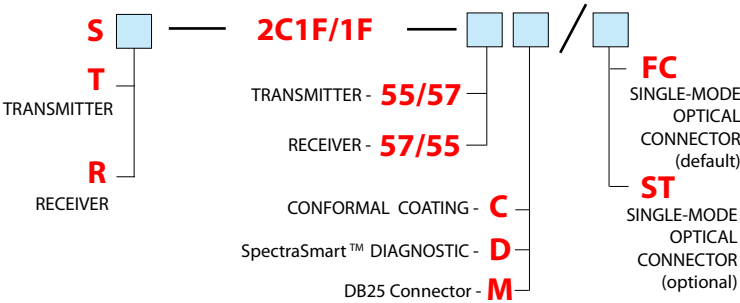 S — 2C1F/1F — /
T
TRANSMITTER
R
RECEIVER
TRANSMITTER - 55/57
RECEIVER - 57/55
CONFORMAL COATING - C
SpectraSmart™ DIAGNOSTIC - D
DB25 Connector - M
FC
SINGLE-MODE
OPTICAL
CONNECTOR
(default)
ST
SINGLE-MODE
OPTICAL
CONNECTOR
(optional)